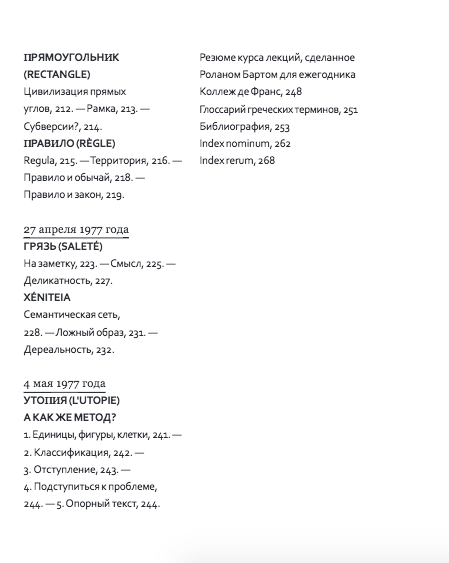 ПРЯМОУГОЛЬНИК
(RECTANGLE)
Цивилизация прямых
углов, 212. — Рамка, 213. —
Субверсии?, 214.
ПРАВИЛО (RÈGLE)
Regula, 215. — Территория, 216. —
Правило и обычай, 218. —
Правило и закон, 219.
27 апреля 1977 года
ГРЯЗЬ (SALETÉ)
На заметку, 223. — Смысл, 225. —
Деликатность, 227.
XÉNITEIA
Семантическая сеть,
228. — Ложный образ, 231. —
Дереальность, 232.
4 мая 1977 года
УТОПИЯ (L'UTOPIE)
А КАК ЖЕ МЕТОД?
1. Единицы, фигуры, клетки, 241. —
2. Классификация, 242. —
3. Отступление, 243. —
4. Подступиться к проблеме,
244. — 5. Опорный текст, 244.
Резюме курса лекций, сделанное
Роланом Бартом для ежегодника
Коллеж де Франс, 248
Глоссарий греческих терминов, 251
Библиография, 253
Index nominum, 262
Index rerum, 268